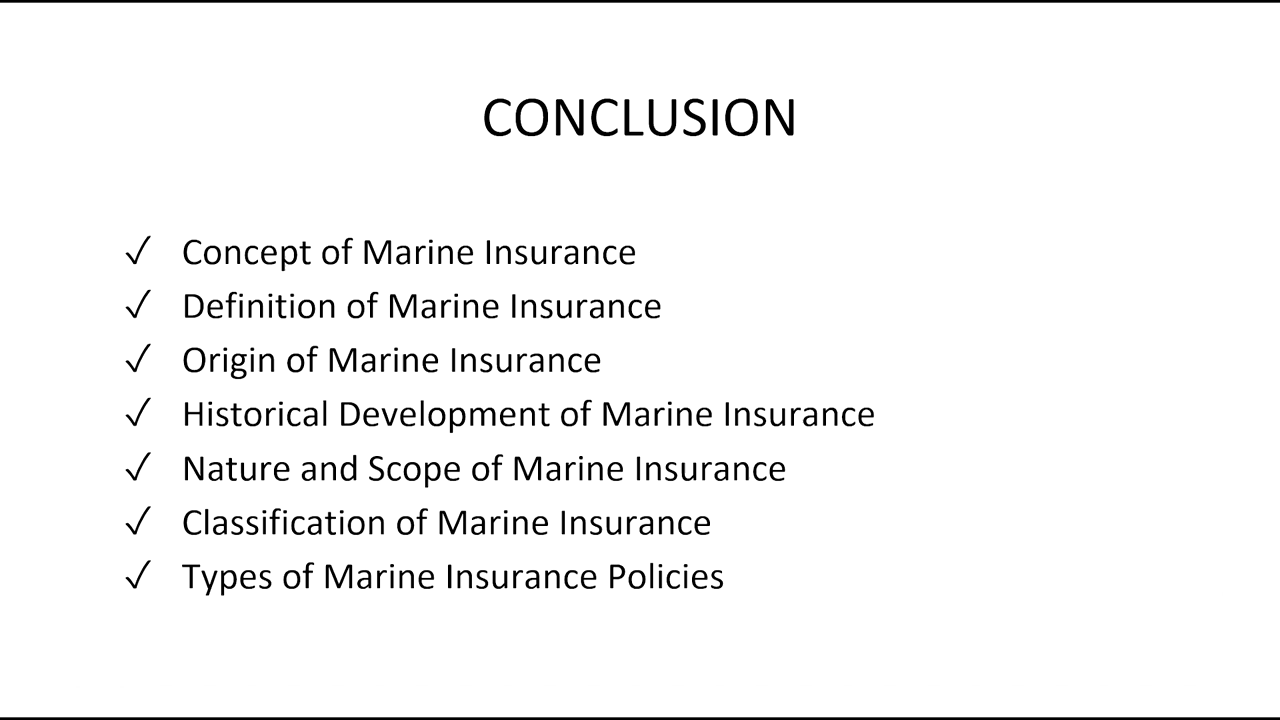 CONCLUSION
✓ Concept of Marine Insurance
✓ Definition of Marine Insurance
✓ Origin of Marine Insurance
✓ Historical Development of Marine Insurance
✓ Nature and Scope of Marine Insurance
✓ Classification of Marine Insurance
✓ Types of Marine Insurance Policies